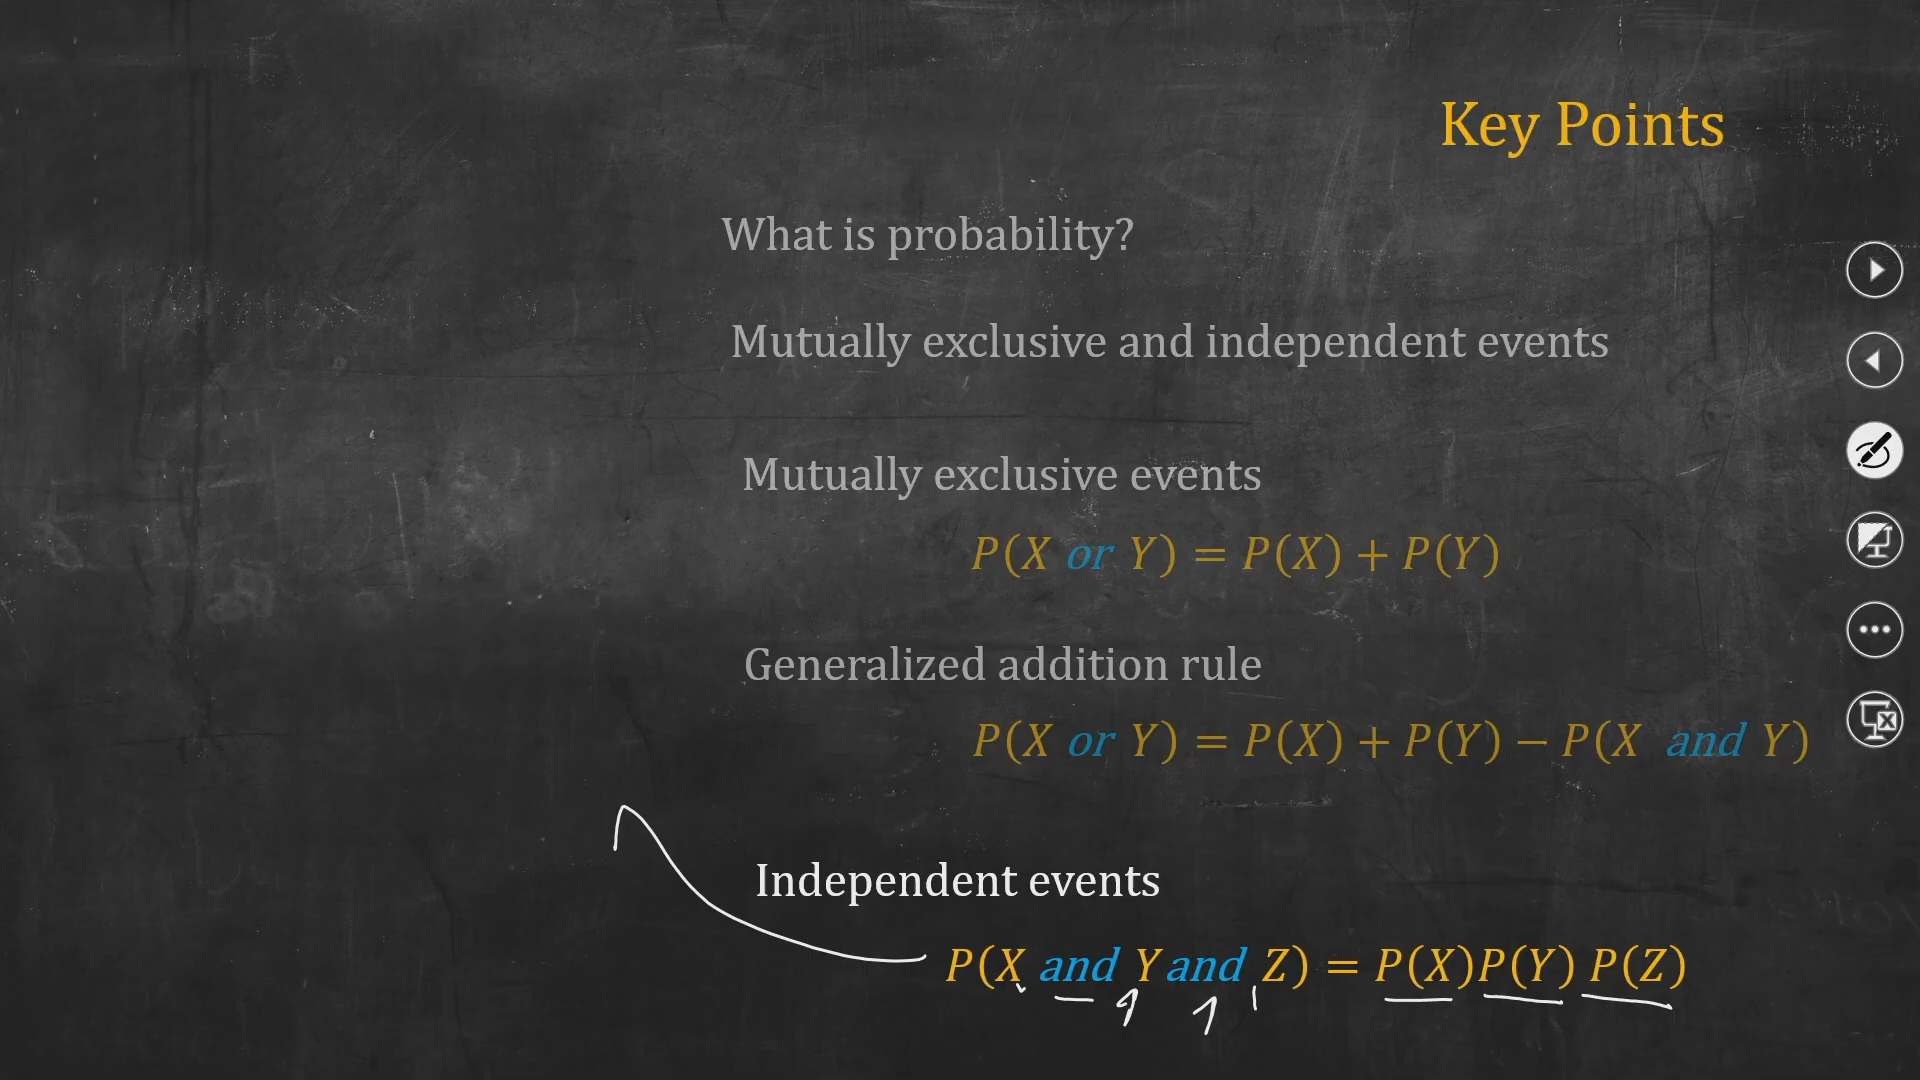 Key Points
What is probability?
Mutually exclusive and independent events
Mutually exclusive events
P(X or Y) = P(X) + P(Y)
Generalized addition rule
P(X or Y) = P(X) + P(Y) − P(X and Y)
Independent events
P(X and Y and Z) = P(X)P(Y) P(Z)